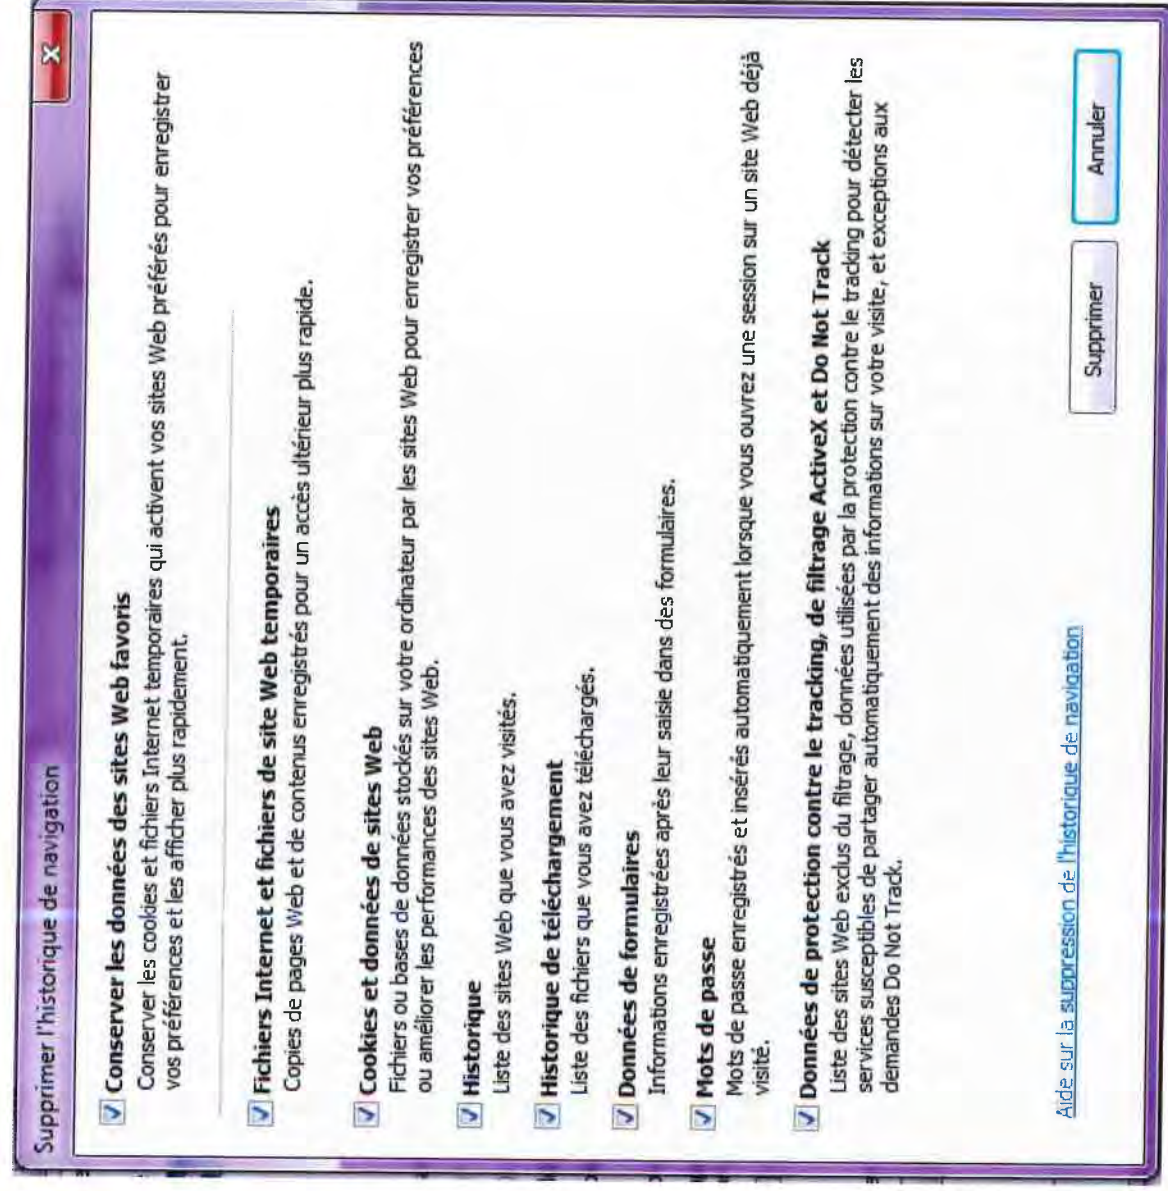 Supprimer l'historique de navigation
Conserver les données des sites Web favoris
Conserver les cookies et fichiers Internet temporaires qui activent vos sites Web préférés pour enregistrer
vos préférences et les afficher plus rapidement.
Fichiers Internet et fichiers de site Web temporaires
Copies de pages Web et de contenus enregistrés pour un accès ultérieur plus rapide.
Cookies et données de sites Web
Fichiers ou bases de données stockés sur votre ordinateur par les sites Web pour enregistrer vos préférences
ou améliorer les performances des sites Web.
Historique
Liste des sites Web que vous avez visités.
Historique de téléchargement
Liste des fichiers que vous avez téléchargés.
Données de formulaires
Informations enregistrées après leur saisie dans des formulaires.
Mots de passe
Mots de passe enregistrés et insérés automatiquement lorsque vous ouvrez une session sur un site Web déjà
visité.
Données de protection contre le tracking, de filtrage ActiveX et Do Not Track
Liste des sites Web exclus du filtrage, données utilisées par la protection contre le tracking pour détecter les
services susceptibles de partager automatiquement des informations sur votre visite, et exceptions aux
demandes Do Not Track.
Aide sur la suppression de l'historique de navigation
Supprimer
Annuler